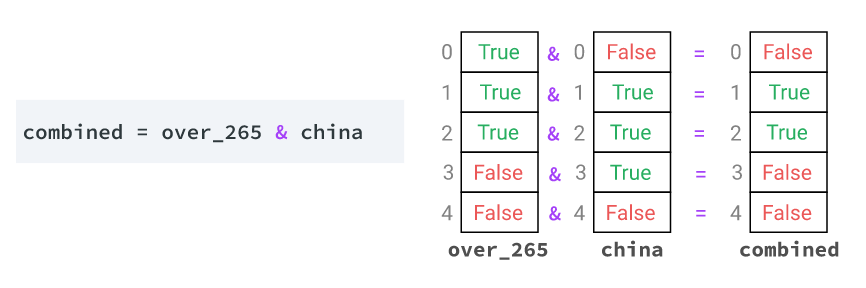 0 True & 0 False = 0 False
1 True & 1 True = 1 True
combined = over_265 & china
2 True & 2 True = 2 True
3 False & 3 True = 3 False
4 False & 4 False = 4 False
over_265 china combined